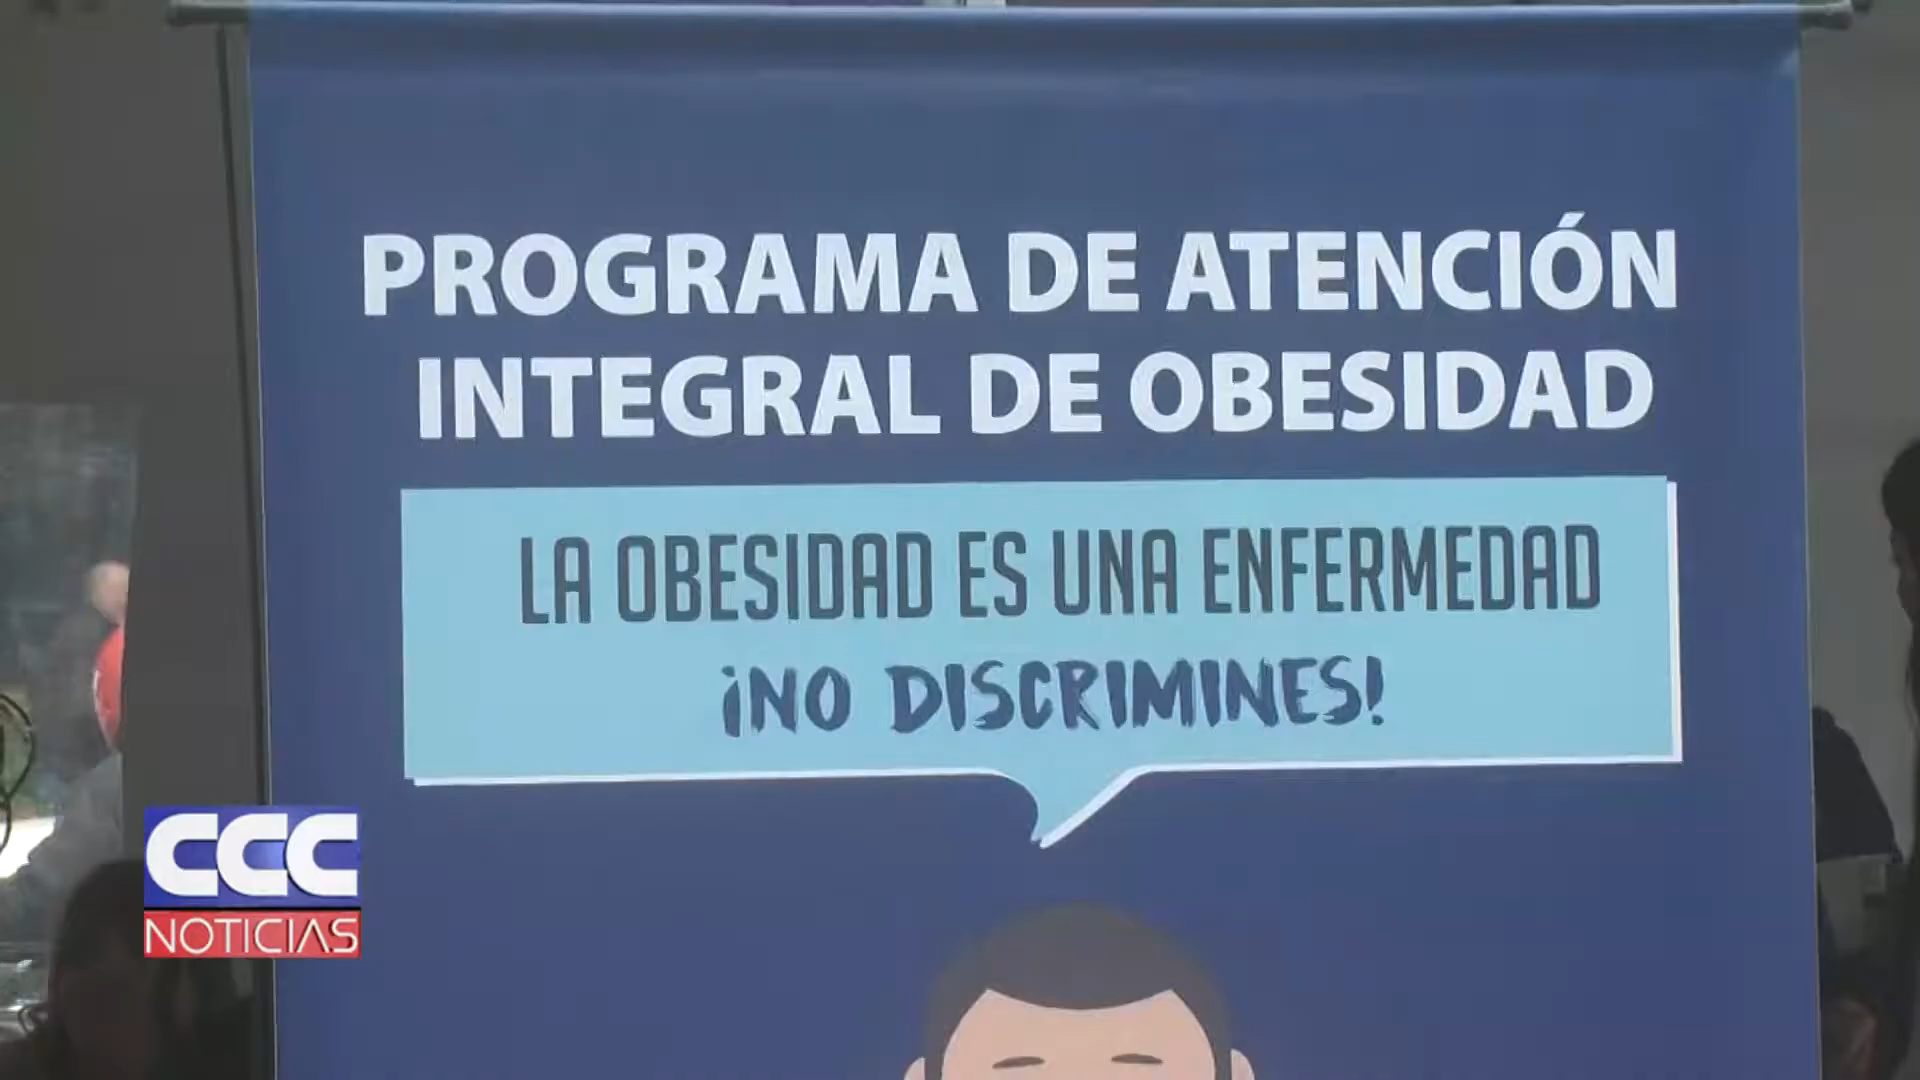 PROGRAMA DE ATENCIÓN
INTEGRAL DE OBESIDAD
LA OBESIDAD ES UNA ENFERMEDAD
¡NO DISCRIMINES!
CCC
NOTICIAS